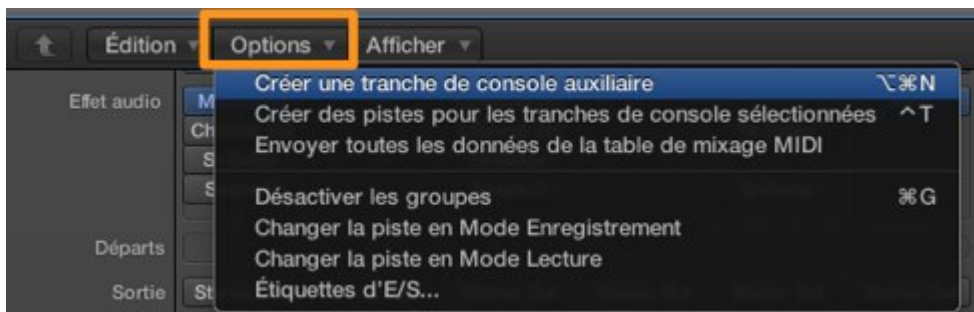 Édition Options Afficher
Créer une tranche de console auxiliaire ⌥⌘N
Effet audio
Créer des pistes pour les tranches de console sélectionnées ^T
Envoyer toutes les données de la table de mixage MIDI
Désactiver les groupes ⌘G
Changer la piste en Mode Enregistrement
Départs
Changer la piste en Mode Lecture
Sortie St Étiquettes d'E/S...